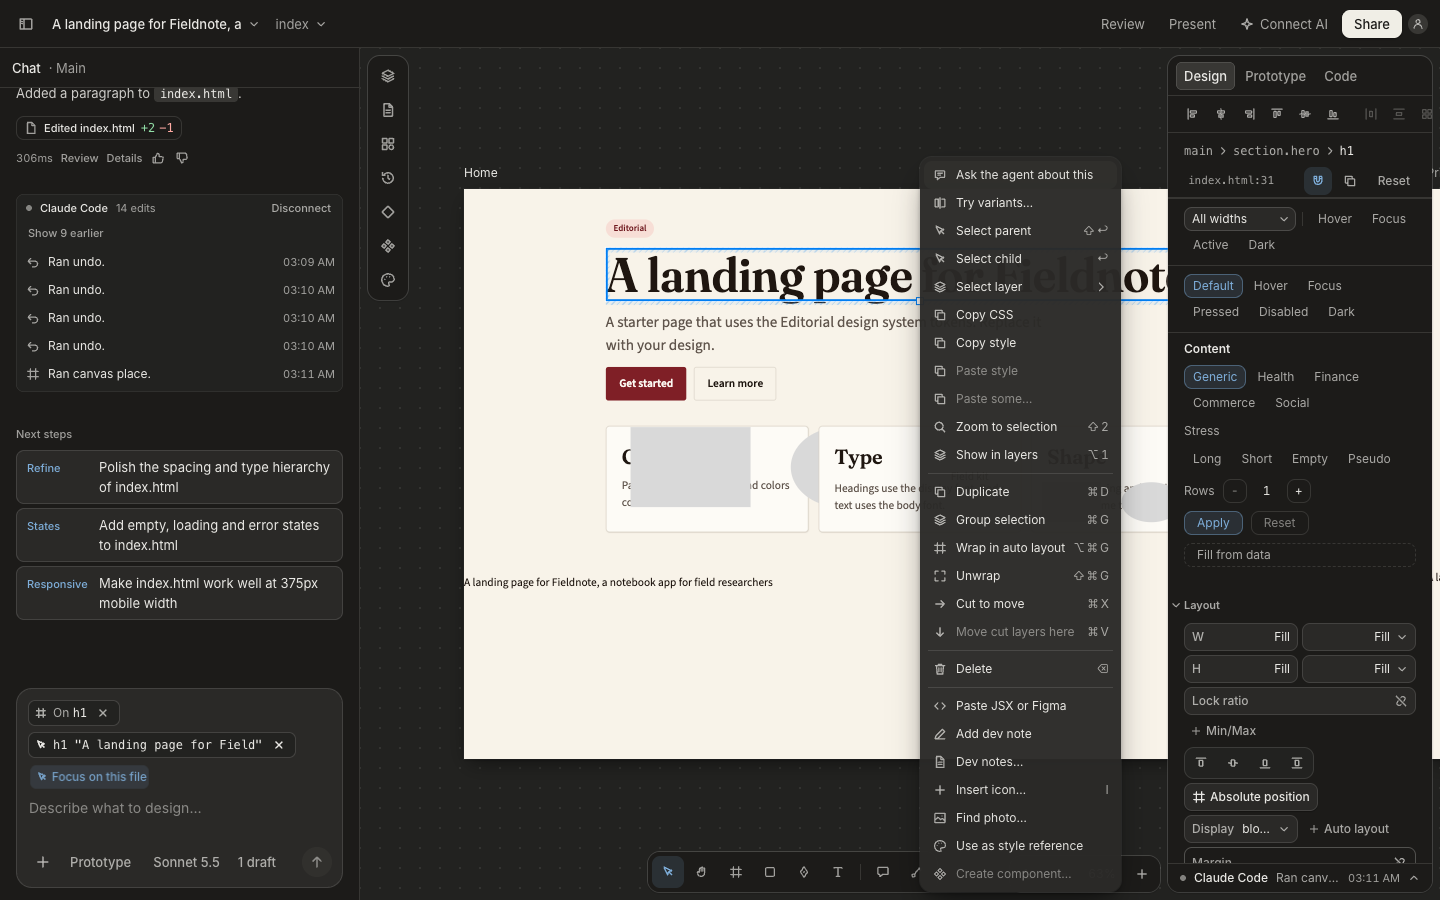 A landing page for Fieldnote, a
index
Review
Present
Connect AI
Share
Chat · Main
Added a paragraph to index.html.
Edited index.html +2 −1
306ms Review Details
Claude Code 14 edits Disconnect
Show 9 earlier
Ran undo. 03:09 AM
Ran undo. 03:10 AM
Ran undo. 03:10 AM
Ran undo. 03:10 AM
Ran canvas place. 03:11 AM
Next steps
Refine Polish the spacing and type hierarchy
of index.html
States Add empty, loading and error states
to index.html
Responsive Make index.html work well at 375px
mobile width
On h1
h1 "A landing page for Field"
Focus on this file
Describe what to design...
Prototype Sonnet 5.5 1 draft
Home
Editorial
A landing page for Fieldnote
A starter page that uses the Editorial design system
with your design.
Get started Learn more
Type
nd colors
Headings use the
text uses the body
Shape
A landing page for Fieldnote, a notebook app for field researchers
T
Ask the agent about this
Try variants...
Select parent ⇧ ↩
Select child ↩
Select layer
Copy CSS
Copy style
Paste style
Paste some...
Zoom to selection ⇧ 2
Show in layers ⌥ 1
Duplicate ⌘ D
Group selection ⌘ G
Wrap in auto layout ⌥ ⌘ G
Unwrap ⇧ ⌘ G
Cut to move ⌘ X
Move cut layers here ⌘ V
Delete ⌫
Paste JSX or Figma
Add dev note
Dev notes...
Insert icon... I
Find photo...
Use as style reference
Create component...
Design Prototype Code
main > section.hero > h1
index.html:31 Reset
All widths Hover Focus
Active Dark
Default Hover Focus
Pressed Disabled Dark
Content
Generic Health Finance
Commerce Social
Stress
Long Short Empty Pseudo
Rows - 1 +
Apply Reset
Fill from data
Layout
W Fill Fill
H Fill Fill
Lock ratio
Min/Max
Absolute position
Display blo... Auto layout
Margin
Claude Code Ran canv... 03:11 AM